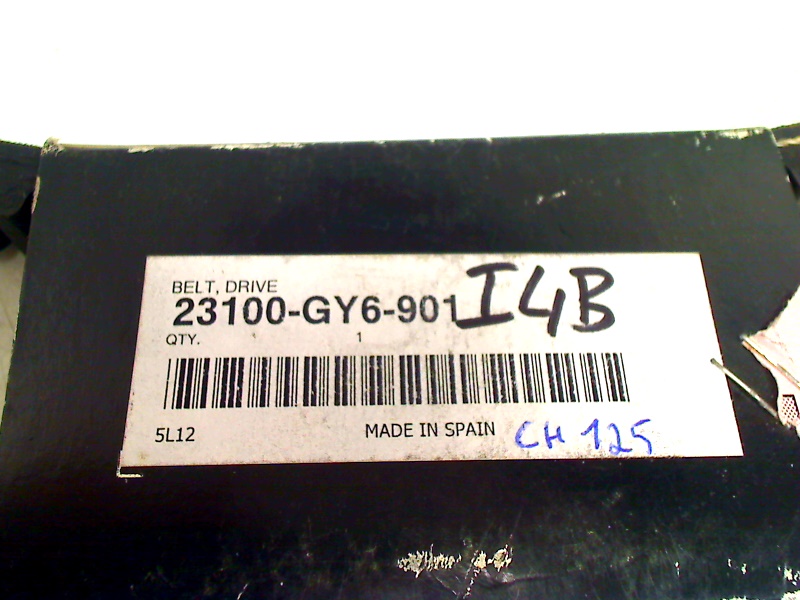 BELT, DRIVE
23100-GY6-901 I4B
QTY. 1
5L12 MADE IN SPAIN CH 125